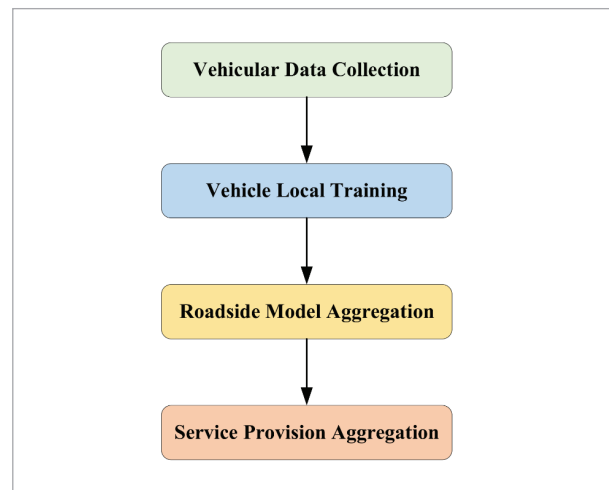 Vehicular Data Collection
Vehicle Local Training
Roadside Model Aggregation
Service Provision Aggregation